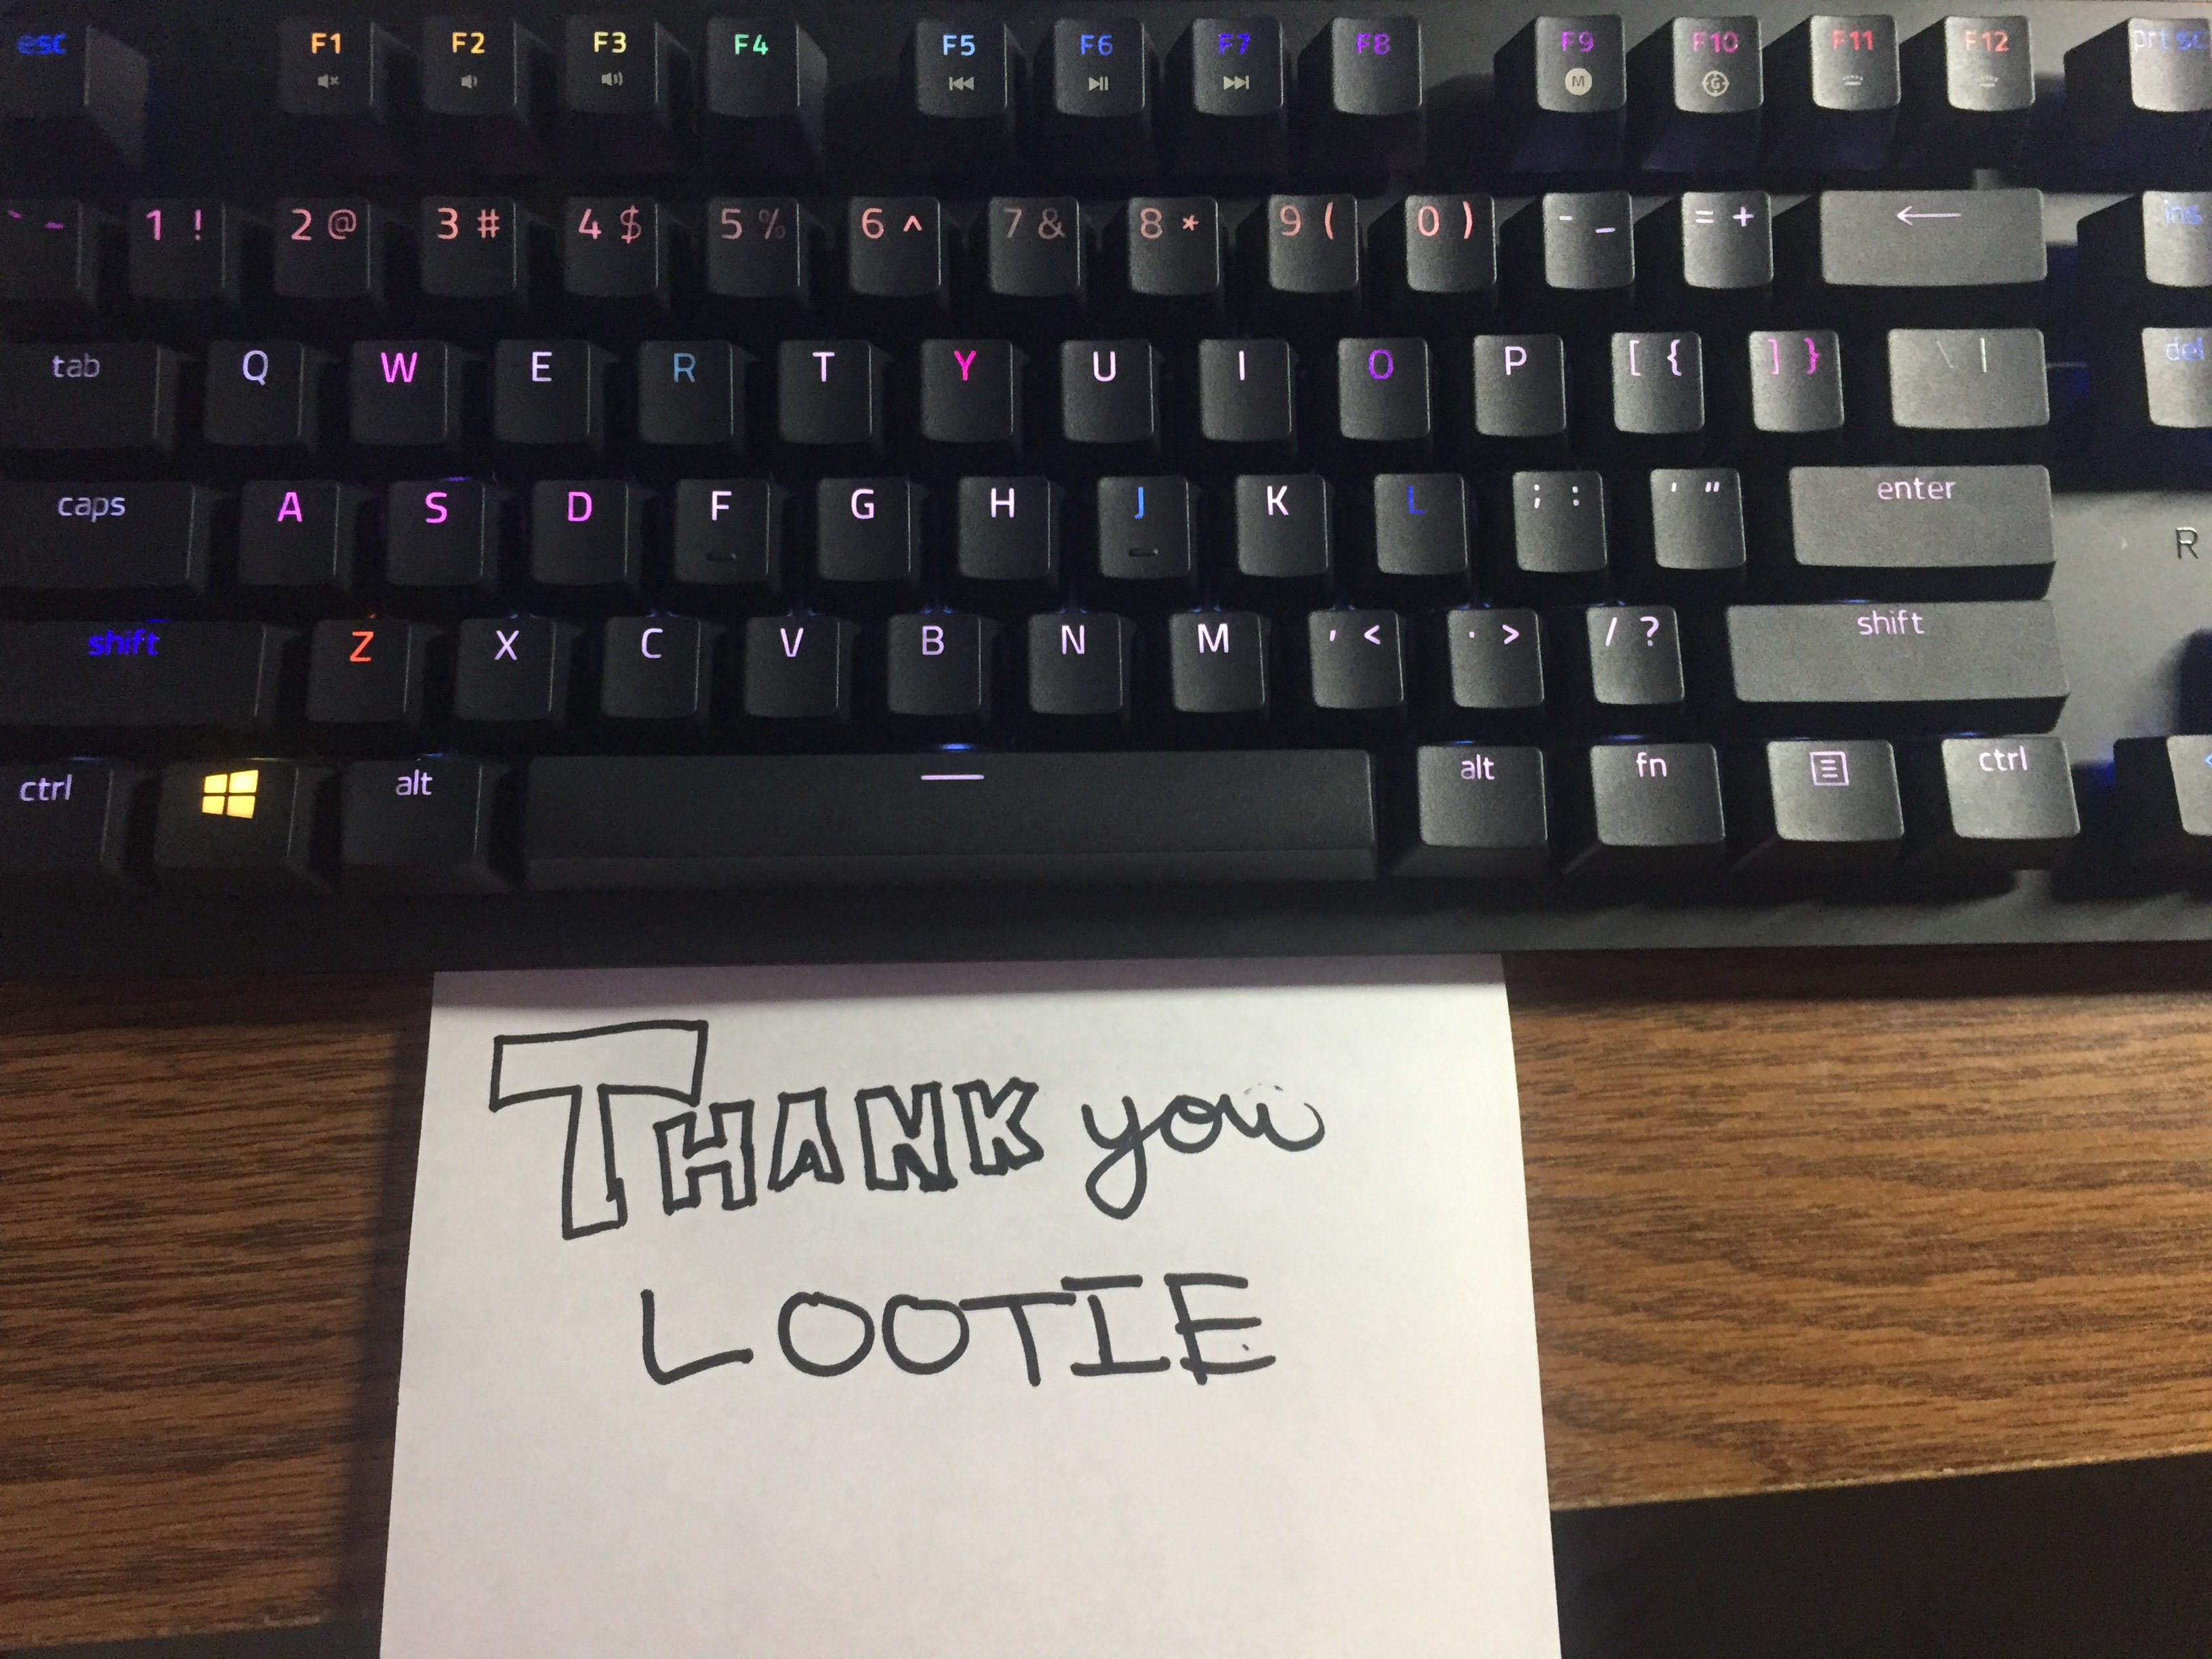 esc F1 F2 F3 F4 F5 F6 F7 F8 F9 F10 F11 F12 prt sc
M G
` ~ 1 ! 2 @ 3 # 4 $ 5 % 6 ^ 7 & 8 * 9 ( 0 ) - _ = + ← ins
tab Q W E R T Y U I O P [ { ] } \ | del
caps A S D F G H J K L ; : ' " enter
R
shift Z X C V B N M , < . > / ? shift
ctrl alt alt fn ctrl
THANK you
LOOTIE